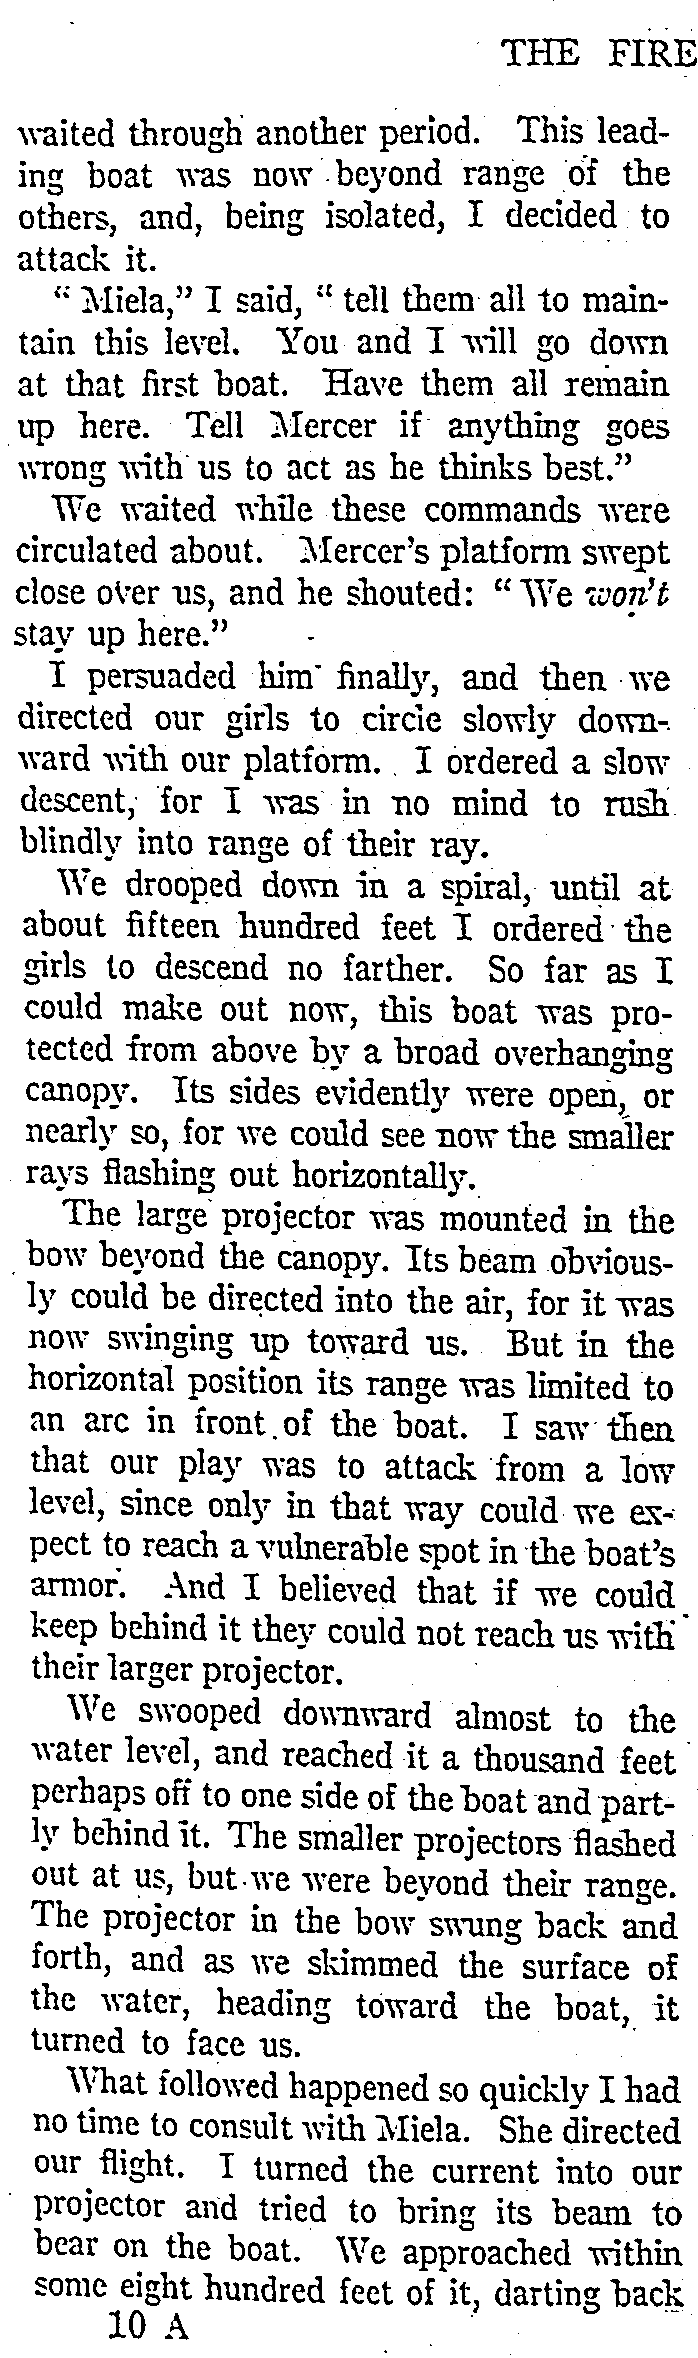 THE FIRE
waited through another period. This lead-
ing boat was now beyond range of the
others, and, being isolated, I decided to
attack it.
“Miela,” I said, “tell them all to main-
tain this level. You and I will go down
at that first boat. Have them all remain
up here. Tell Mercer if anything goes
wrong with us to act as he thinks best.”
We waited while these commands were
circulated about. Mercer’s platform swept
close over us, and he shouted: “We won’t
stay up here.”
I persuaded him finally, and then we
directed our girls to circle slowly down-
ward with our platform. I ordered a slow
descent, for I was in no mind to rush
blindly into range of their ray.
We drooped down in a spiral, until at
about fifteen hundred feet I ordered the
girls to descend no farther. So far as I
could make out now, this boat was pro-
tected from above by a broad overhanging
canopy. Its sides evidently were open, or
nearly so, for we could see now the smaller
rays flashing out horizontally.
The large projector was mounted in the
bow beyond the canopy. Its beam obvious-
ly could be directed into the air, for it was
now swinging up toward us. But in the
horizontal position its range was limited to
an arc in front of the boat. I saw then
that our play was to attack from a low
level, since only in that way could we ex-
pect to reach a vulnerable spot in the boat’s
armor. And I believed that if we could
keep behind it they could not reach us with
their larger projector.
We swooped downward almost to the
water level, and reached it a thousand feet
perhaps off to one side of the boat and part-
ly behind it. The smaller projectors flashed
out at us, but we were beyond their range.
The projector in the bow swung back and
forth, and as we skimmed the surface of
the water, heading toward the boat, it
turned to face us.
What followed happened so quickly I had
no time to consult with Miela. She directed
our flight. I turned the current into our
projector and tried to bring its beam to
bear on the boat. We approached within
some eight hundred feet of it, darting back
10 A